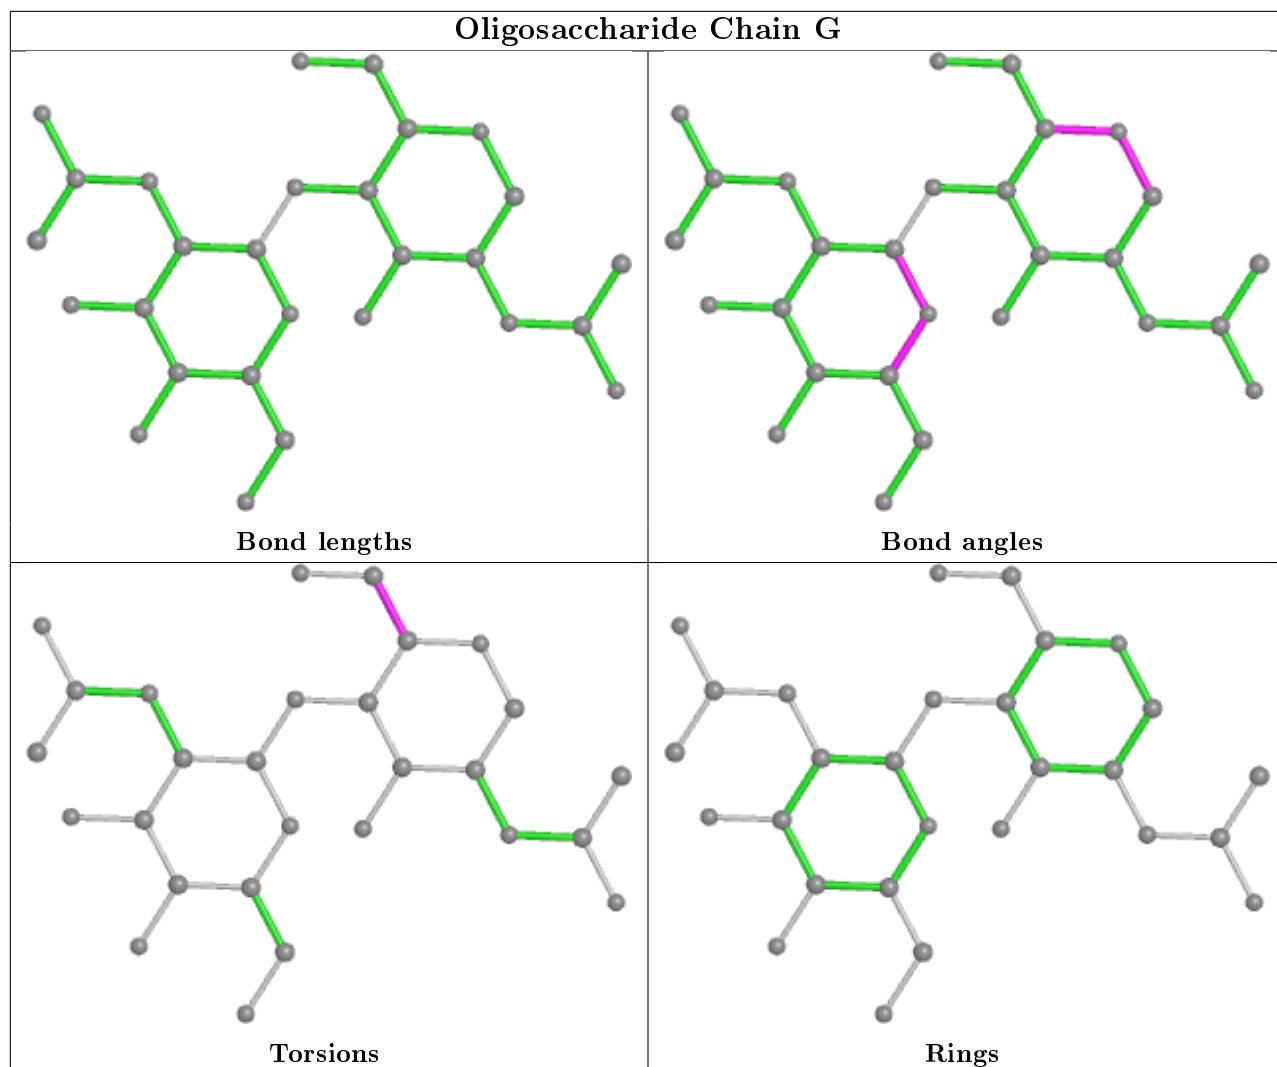 Oligosaccharide Chain G
Bond lengths
Bond angles
Torsions
Rings